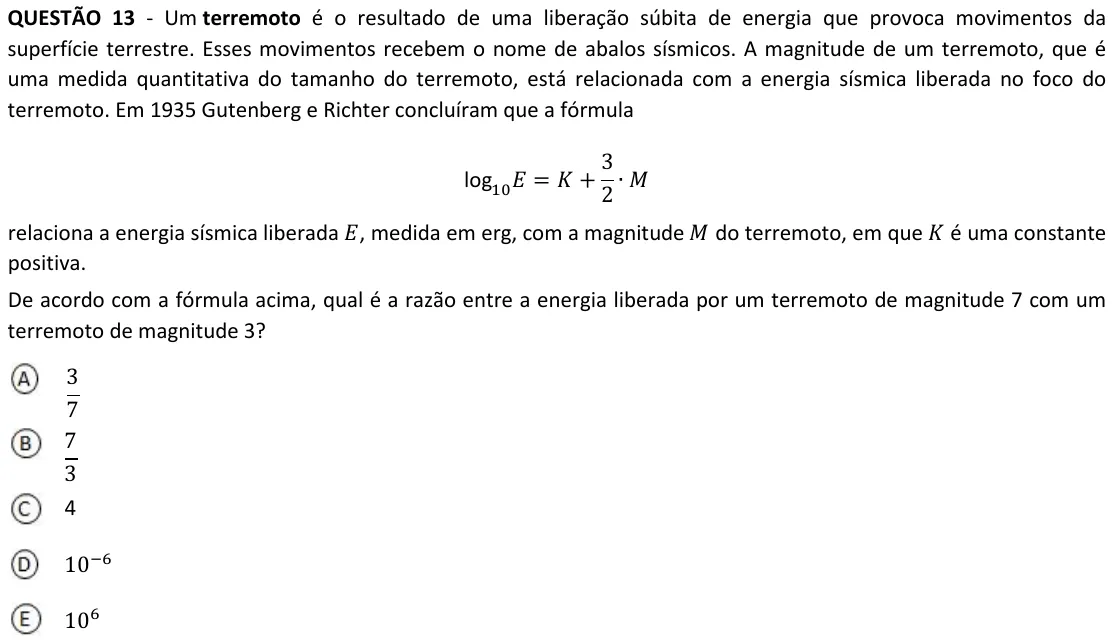 QUESTÃO 13 - Um terremoto é o resultado de uma liberação súbita de energia que provoca movimentos da
superfície terrestre. Esses movimentos recebem o nome de abalos sísmicos. A magnitude de um terremoto, que é
uma medida quantitativa do tamanho do terremoto, está relacionada com a energia sísmica liberada no foco do
terremoto. Em 1935 Gutenberg e Richter concluíram que a fórmula
log₁₀ E = K + 3/2 · M
relaciona a energia sísmica liberada E, medida em erg, com a magnitude M do terremoto, em que K é uma constante
positiva.
De acordo com a fórmula acima, qual é a razão entre a energia liberada por um terremoto de magnitude 7 com um
terremoto de magnitude 3?
A 3/7
B 7/3
C 4
D 10⁻⁶
E 10⁶